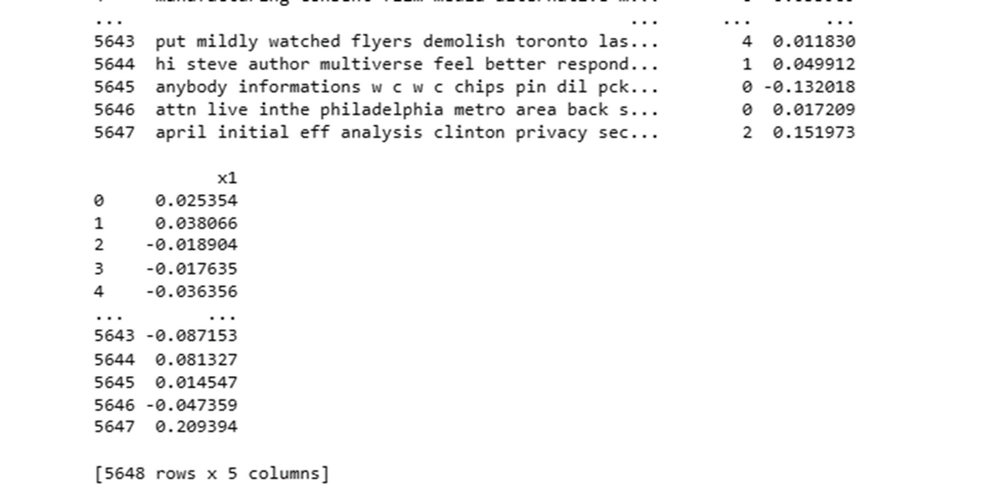 ...                                                        ...       ...        ...
5643  put mildly watched flyers demolish toronto las...         4  0.011830
5644  hi steve author multiverse feel better respond...         1  0.049912
5645  anybody informations w c w c chips pin dil pck...         0 -0.132018
5646  attn live inthe philadelphia metro area back s...         0  0.017209
5647  april initial eff analysis clinton privacy sec...         2  0.151973
x1
0     0.025354
1     0.038066
2    -0.018904
3    -0.017635
4    -0.036356
...        ...
5643 -0.087153
5644  0.081327
5645  0.014547
5646 -0.047359
5647  0.209394
[5648 rows x 5 columns]